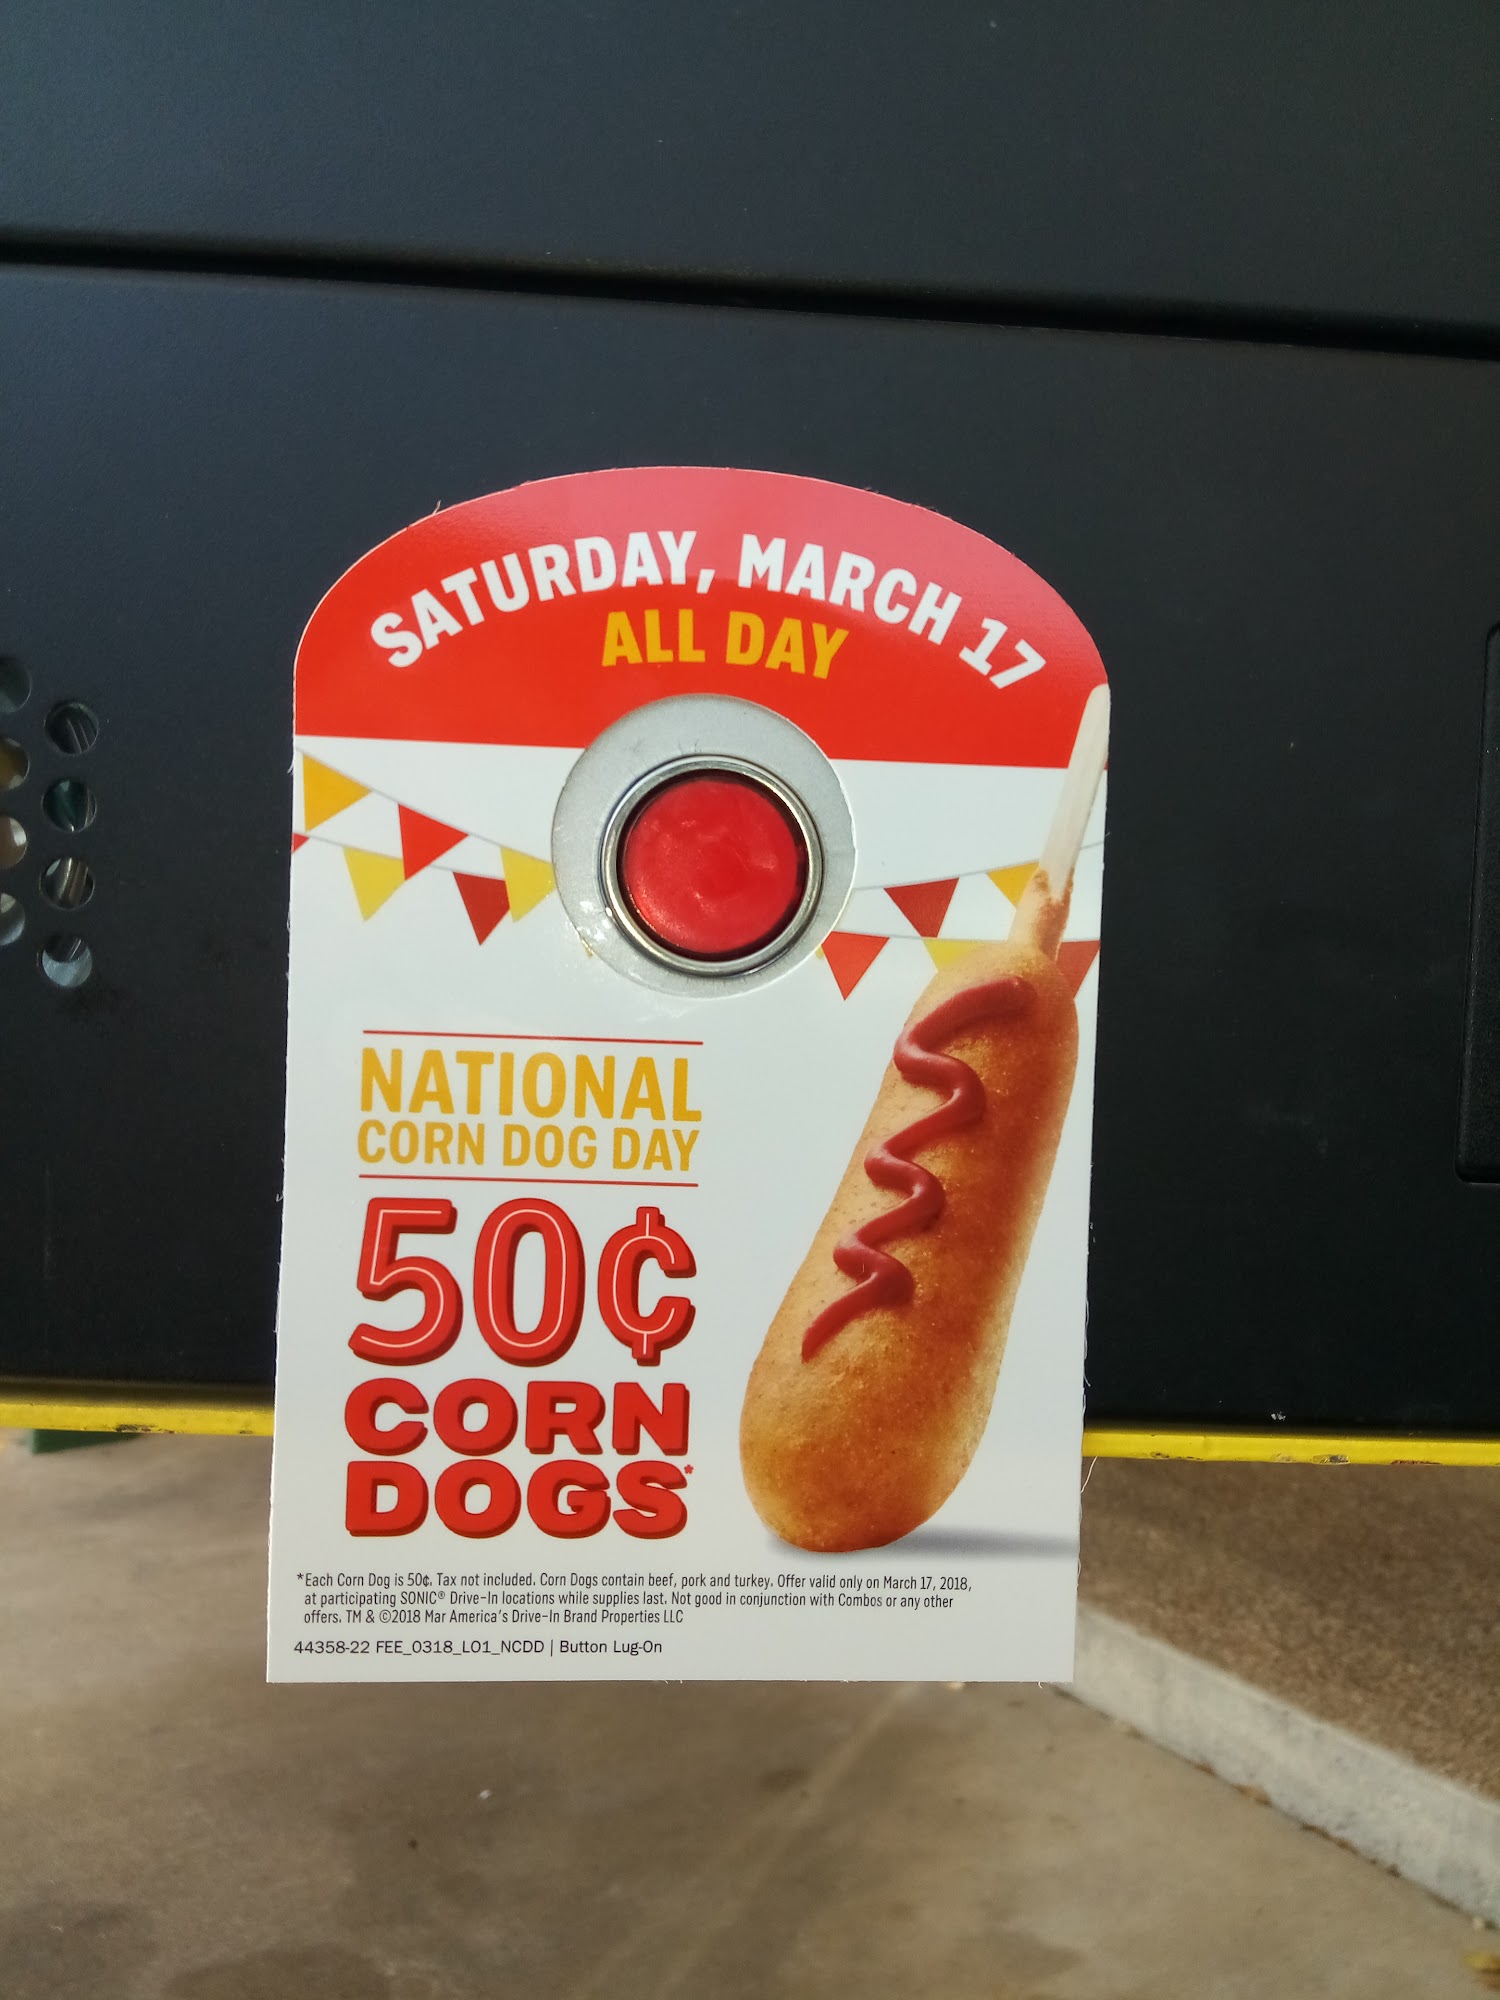 SATURDAY, MARCH 17
ALL DAY
NATIONAL
CORN DOG DAY
50¢
CORN
DOGS*
*Each Corn Dog is 50¢. Tax not included. Corn Dogs contain beef, pork and turkey. Offer valid only on March 17, 2018,
at participating SONIC® Drive-In locations while supplies last. Not good in conjunction with Combos or any other
offers. TM & ©2018 Mar America's Drive-In Brand Properties LLC
44358-22 FEE_0318_LO1_NCDD | Button Lug-On